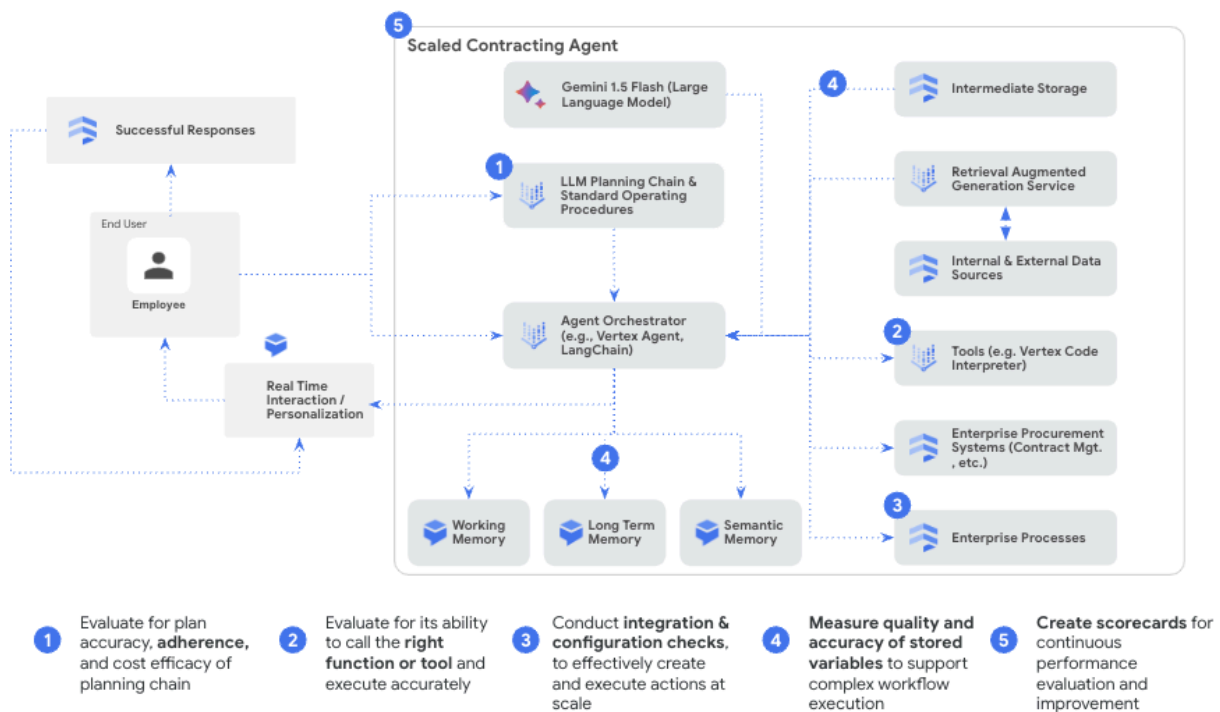 5
Scaled Contracting Agent
Gemini 1.5 Flash (Large
Language Model)
4
Intermediate Storage
Successful Responses
1
LLM Planning Chain &
Standard Operating
Procedures
Retrieval Augmented
Generation Service
End User
Employee
Internal & External Data
Sources
Agent Orchestrator
(e.g., Vertex Agent,
LangChain)
2
Tools (e.g. Vertex Code
Interpreter)
Real Time
Interaction /
Personalization
Enterprise Procurement
Systems (Contract Mgt.
, etc.)
4
3
Enterprise Processes
Working
Memory
Long Term
Memory
Semantic
Memory
1
Evaluate for plan
accuracy, adherence,
and cost efficacy of
planning chain
2
Evaluate for its ability
to call the right
function or tool and
execute accurately
3
Conduct integration &
configuration checks,
to effectively create
and execute actions at
scale
4
Measure quality and
accuracy of stored
variables to support
complex workflow
execution
5
Create scorecards for
continuous
performance
evaluation and
improvement